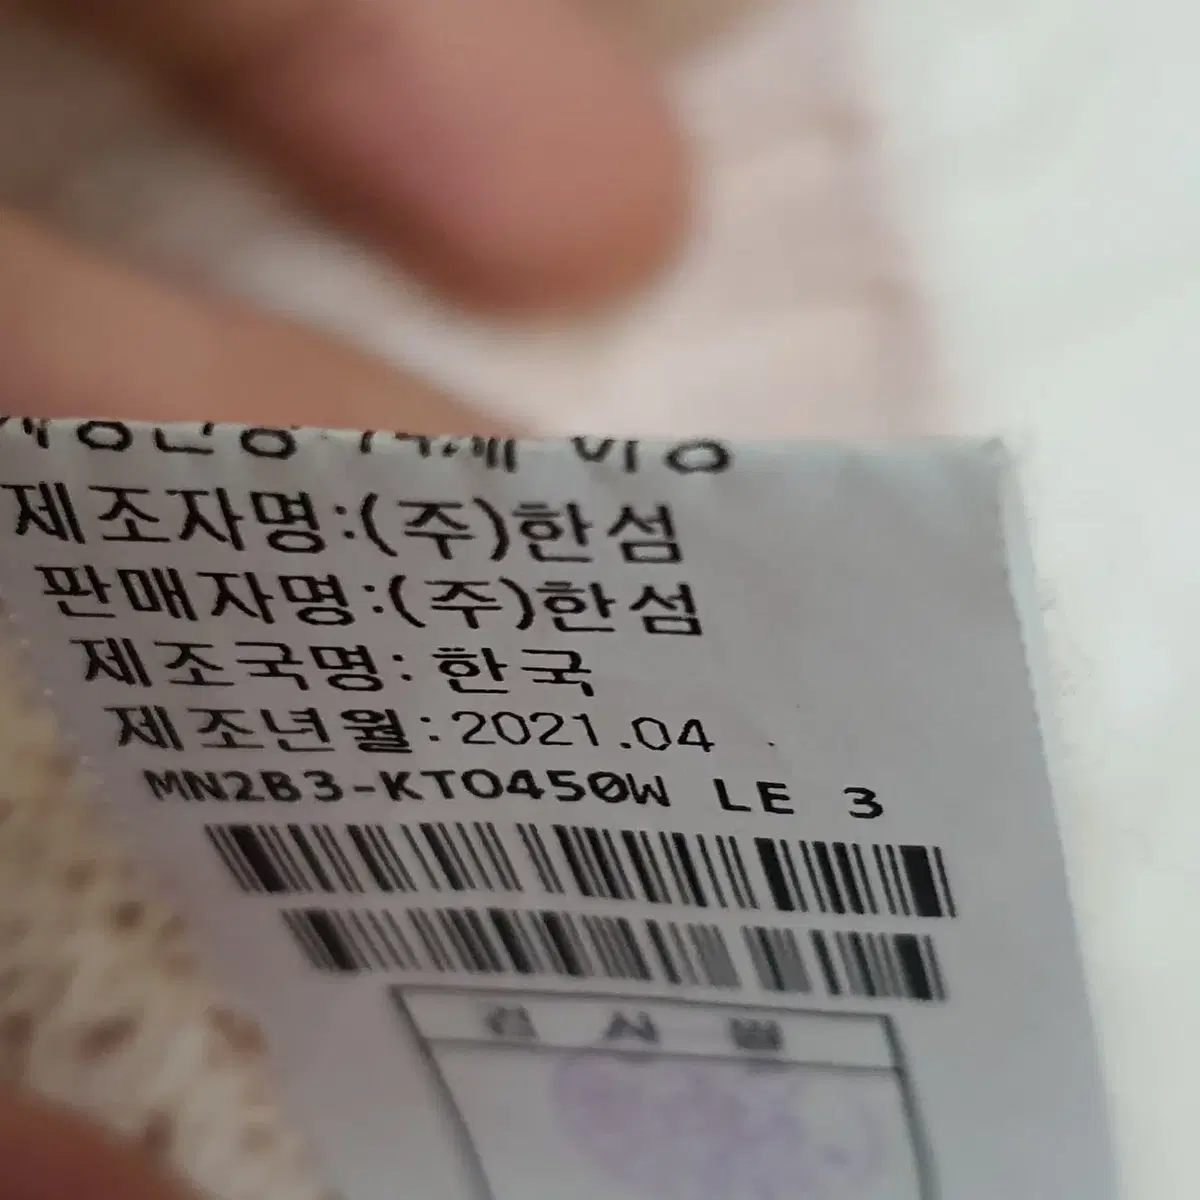 제조자명:(주)한섬
판매자명:(주)한섬
제조국명: 한국
제조년월:2021.04
MN2B3-KTO450W LE 3